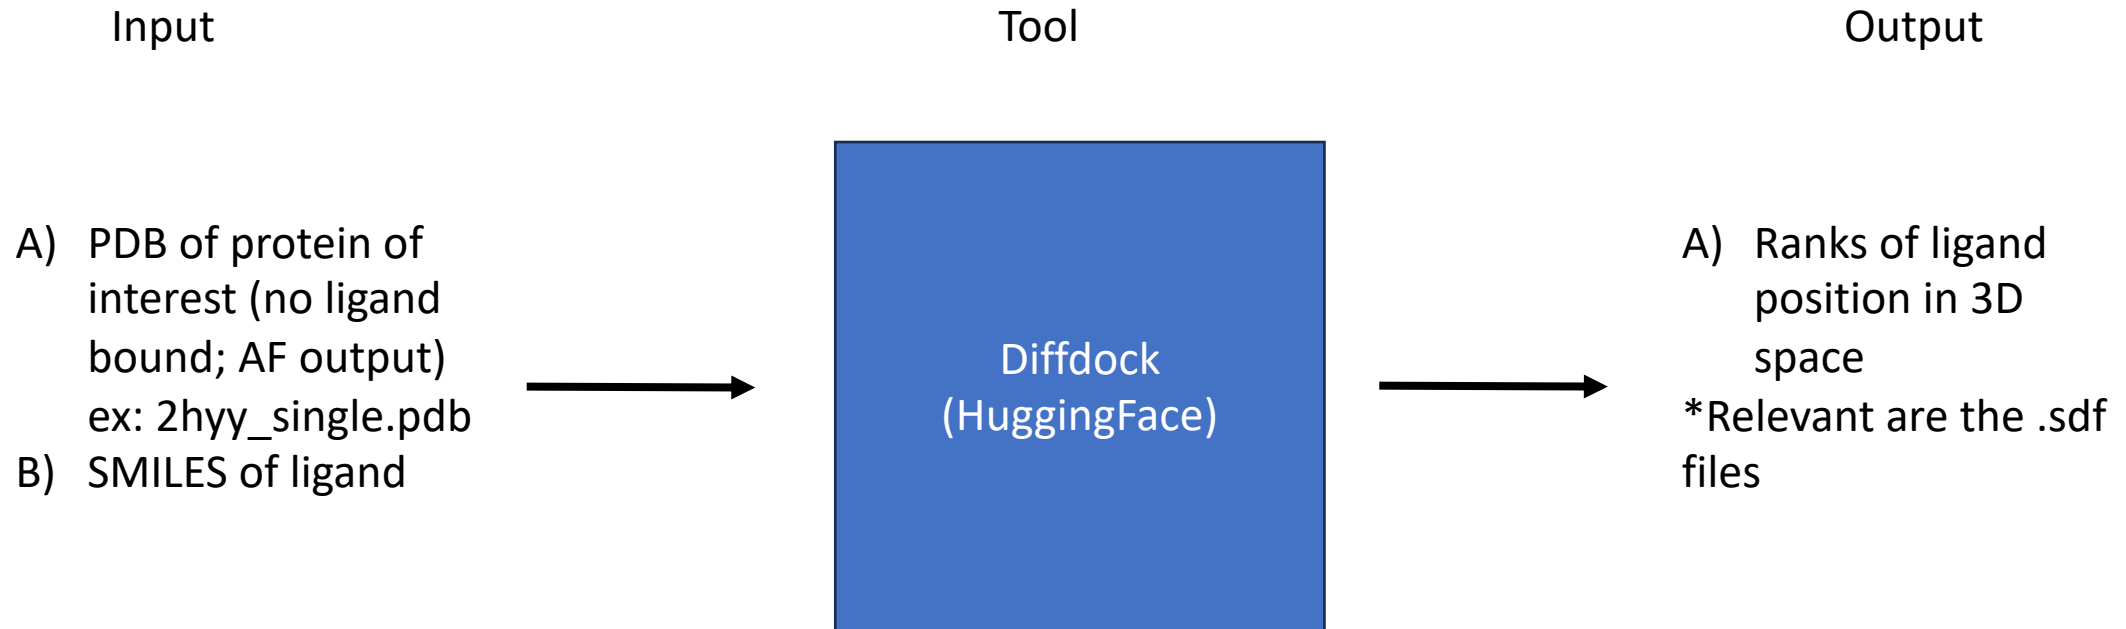 Input
Tool
Output
A) PDB of protein of
interest (no ligand
bound; AF output)
ex: 2hyy_single.pdb
B) SMILES of ligand
Diffdock
(HuggingFace)
A) Ranks of ligand
position in 3D
space
*Relevant are the .sdf
files